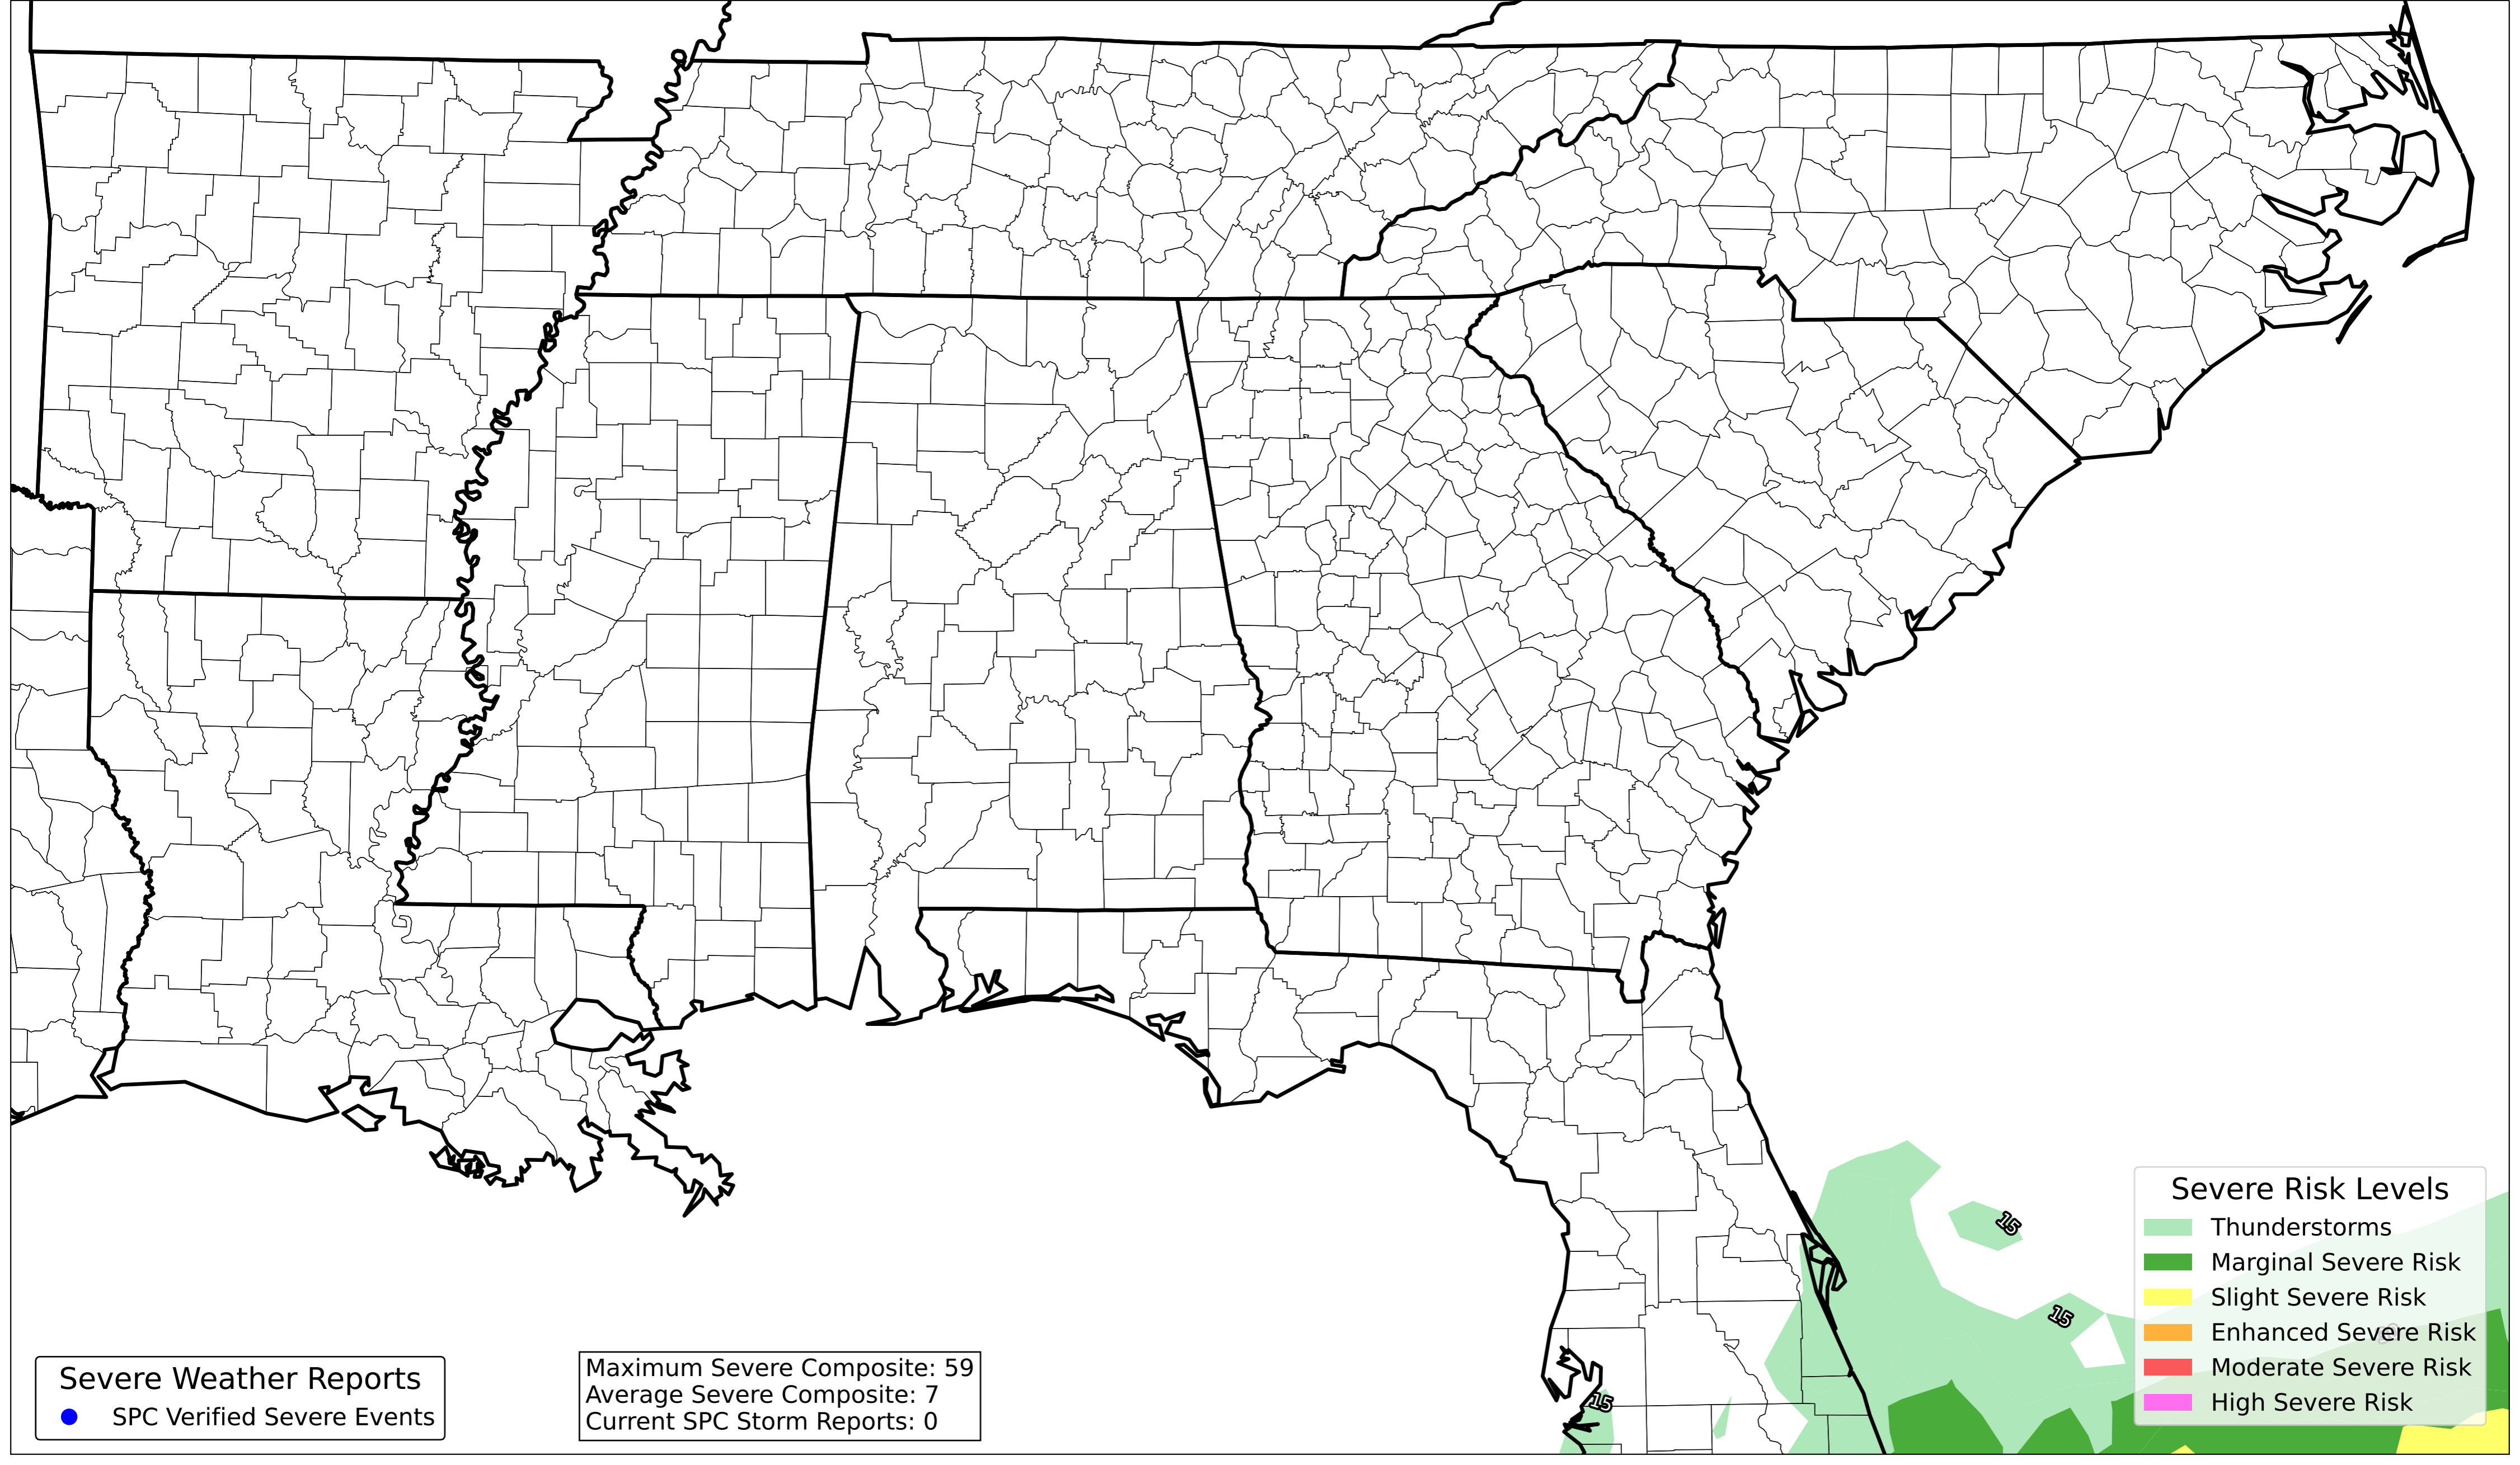 15
Severe Risk Levels
Thunderstorms
Marginal Severe Risk
Slight Severe Risk
Enhanced Severe Risk
Moderate Severe Risk
High Severe Risk
15
15
Severe Weather Reports
SPC Verified Severe Events
Maximum Severe Composite: 59
Average Severe Composite: 7
Current SPC Storm Reports: 0